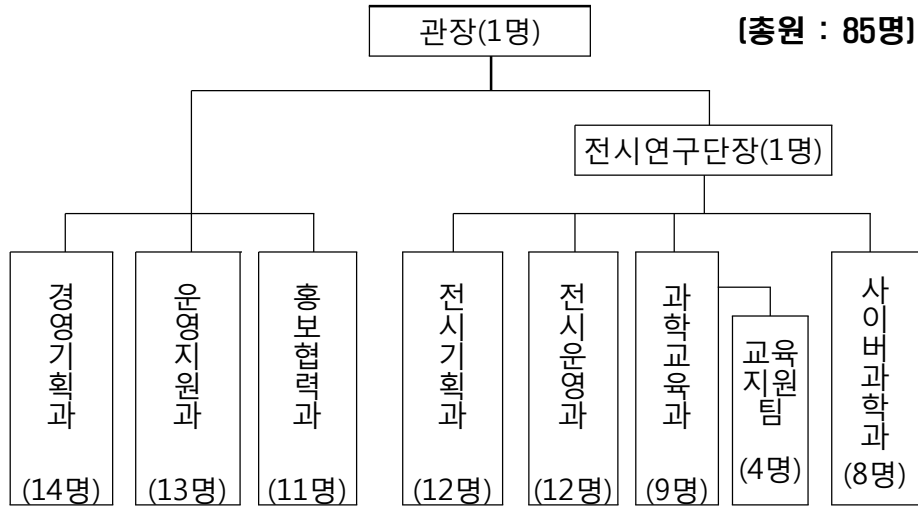 관장(1명)
[총원 : 85명]
전시연구단장(1명)
경영기획과
(14명)
운영지원과
(13명)
홍보협력과
(11명)
전시기획과
(12명)
전시운영과
(12명)
과학교육과
(9명)
교육
지원
팀
(4명)
사이버과학과
(8명)